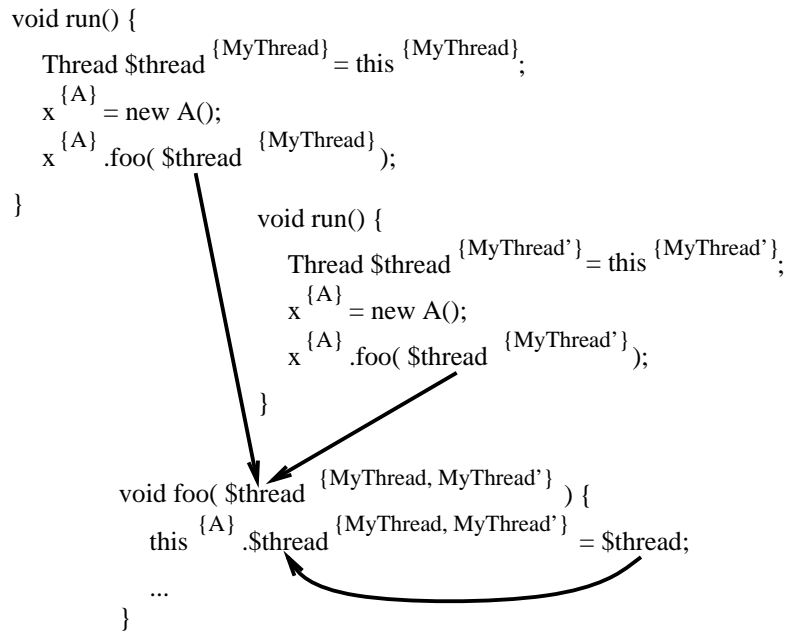 void run() {
Thread $thread {MyThread} = this {MyThread};
x {A} = new A();
x {A} .foo( $thread {MyThread} );
}
void run() {
Thread $thread {MyThread’} = this {MyThread’};
x {A} = new A();
x {A} .foo( $thread {MyThread’} );
}
void foo( $thread {MyThread, MyThread’} ) {
this {A} .$thread {MyThread, MyThread’} = $thread;
...
}